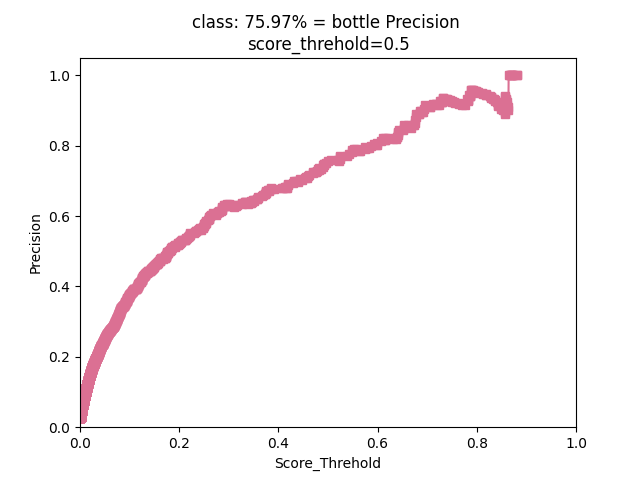 class: 75.97% = bottle Precision
score_threhold=0.5
1.0
0.8
0.6
0.4
0.2
0.0
Precision
0.0 0.2 0.4 0.6 0.8 1.0
Score_Threhold